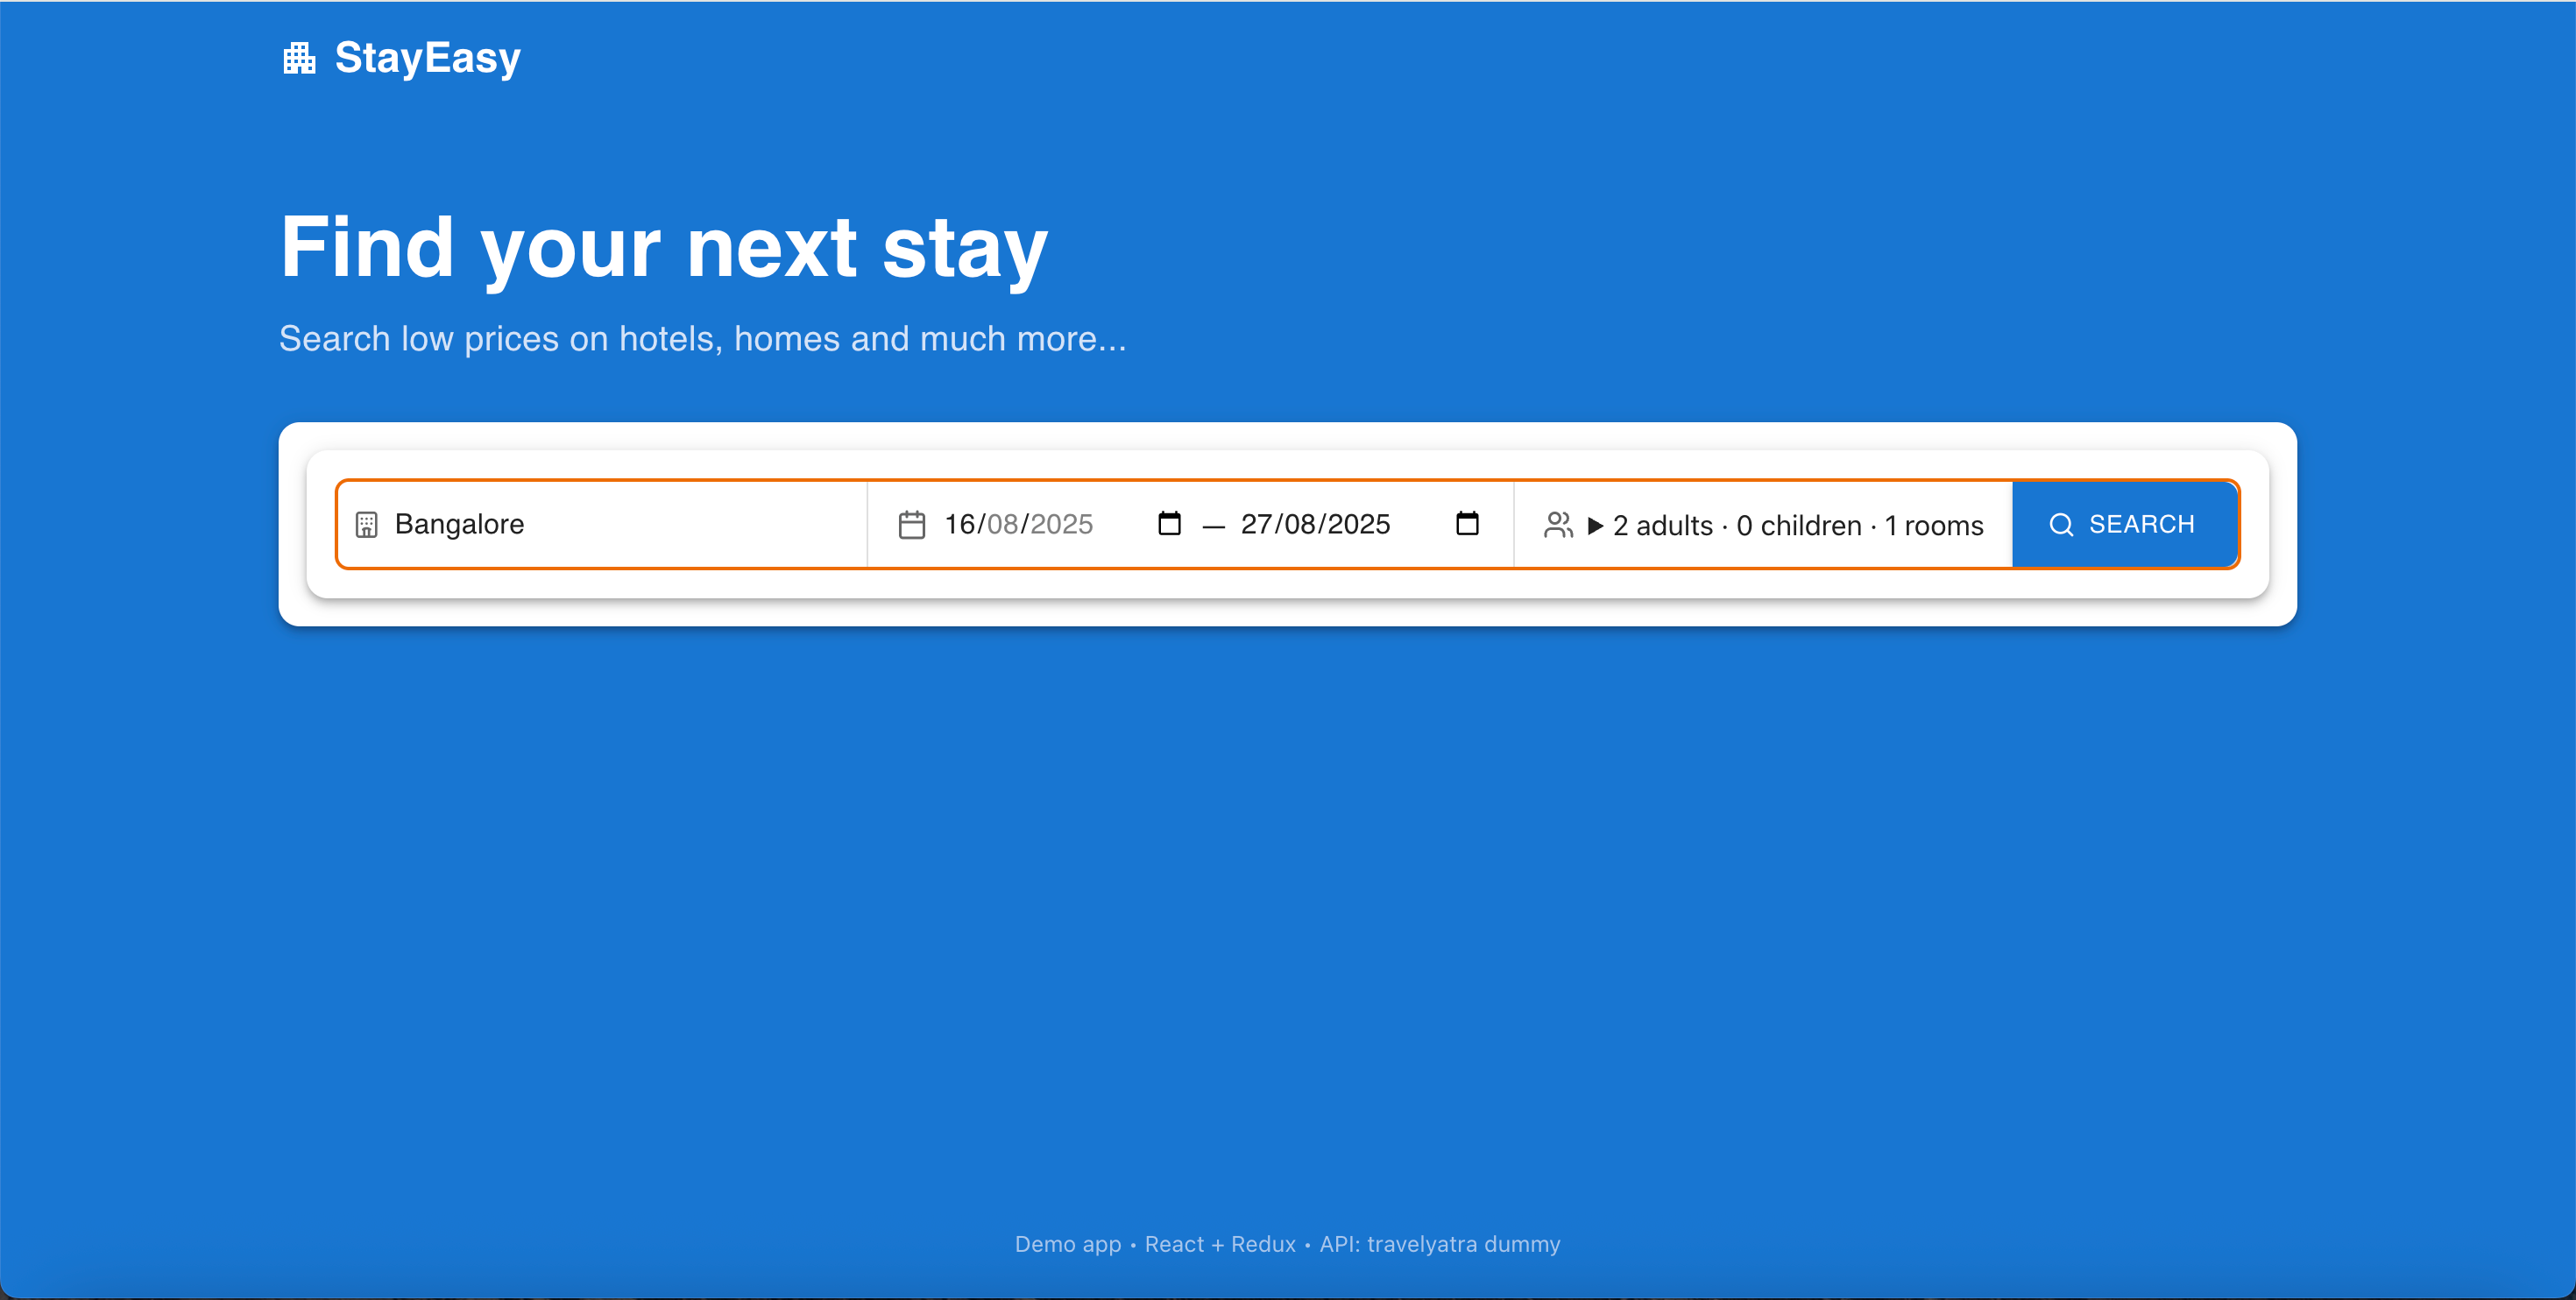 StayEasy
Find your next stay
Search low prices on hotels, homes and much more...
Bangalore 16/08/2025 — 27/08/2025 2 adults · 0 children · 1 rooms SEARCH
Demo app • React + Redux • API: travelyatra dummy